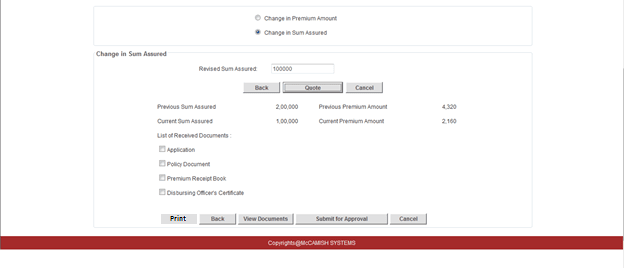 Change in Premium Amount
Change in Sum Assured
Change in Sum Assured
Revised Sum Assured: 100000
Back Quote Cancel
Previous Sum Assured 2,00,000 Previous Premium Amount 4,320
Current Sum Assured 1,00,000 Current Premium Amount 2,160
List of Received Documents :
Application
Policy Document
Premium Receipt Book
Disbursing Officer's Certificate
Print Back View Documents Submit for Approval Cancel
Copyrights@McCAMISH SYSTEMS